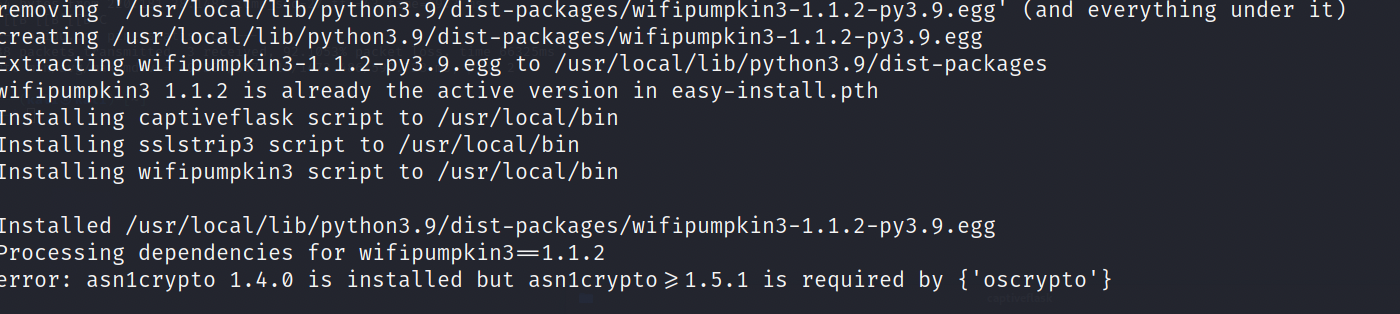 removing '/usr/local/lib/python3.9/dist-packages/wifipumpkin3-1.1.2-py3.9.egg' (and everything under it)
creating /usr/local/lib/python3.9/dist-packages/wifipumpkin3-1.1.2-py3.9.egg
Extracting wifipumpkin3-1.1.2-py3.9.egg to /usr/local/lib/python3.9/dist-packages
wifipumpkin3 1.1.2 is already the active version in easy-install.pth
Installing captiveflask script to /usr/local/bin
Installing sslstrip3 script to /usr/local/bin
Installing wifipumpkin3 script to /usr/local/bin
Installed /usr/local/lib/python3.9/dist-packages/wifipumpkin3-1.1.2-py3.9.egg
Processing dependencies for wifipumpkin3==1.1.2
error: asn1crypto 1.4.0 is installed but asn1crypto>=1.5.1 is required by {'oscrypto'}